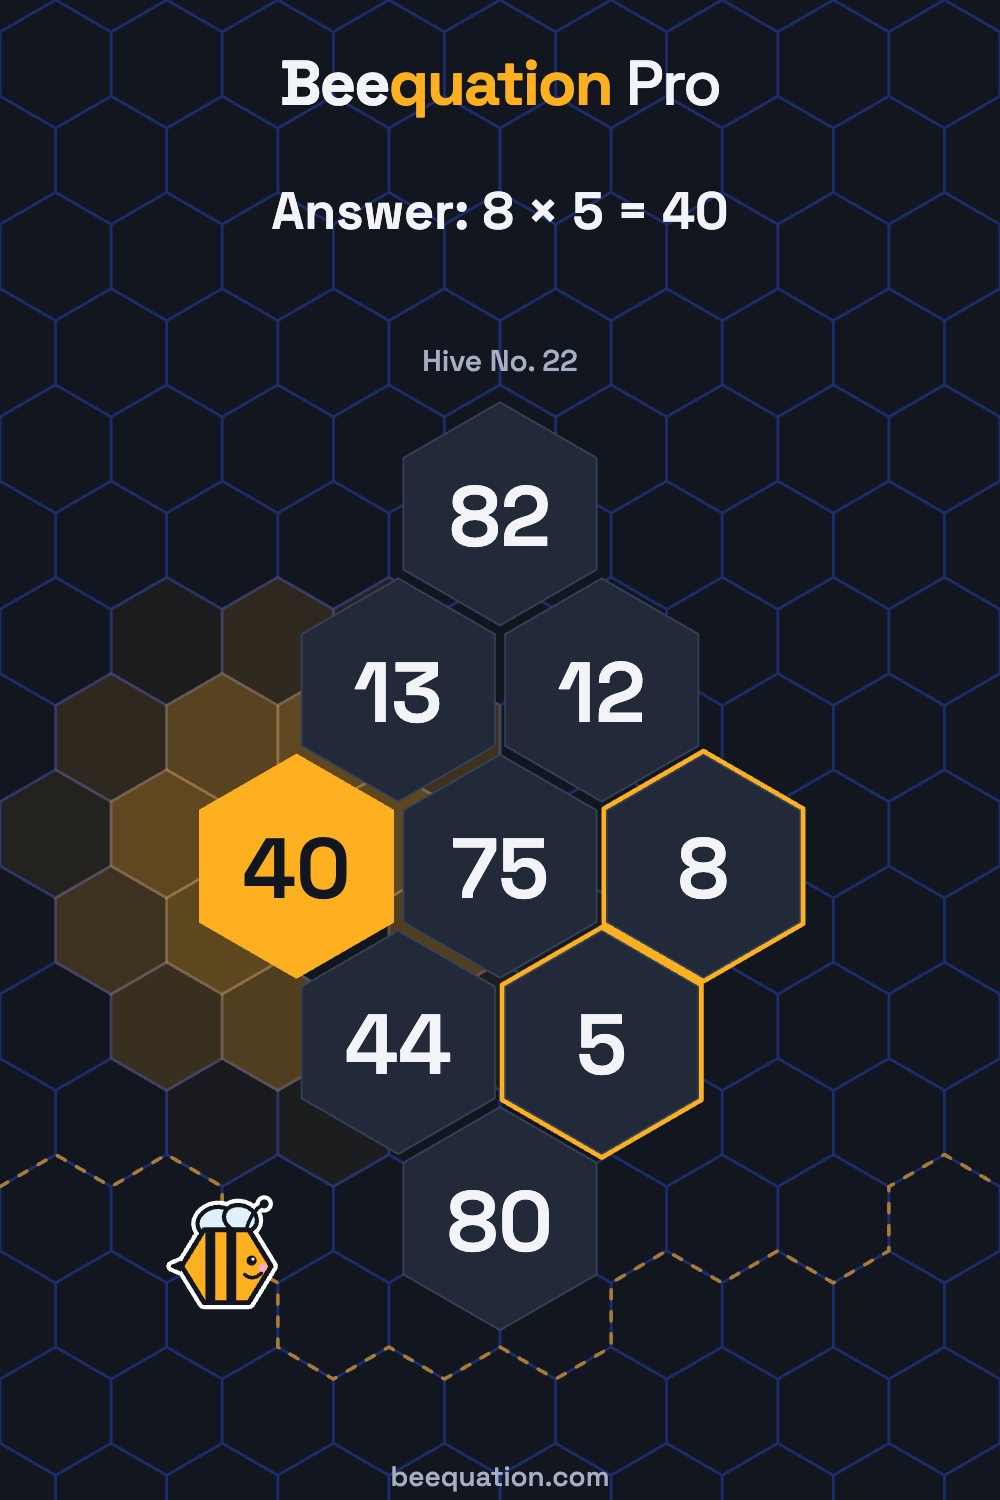 Beequation Pro
Answer: 8 × 5 = 40
Hive No. 22
82
13 12
40 75 8
44 5
80
beequation.com